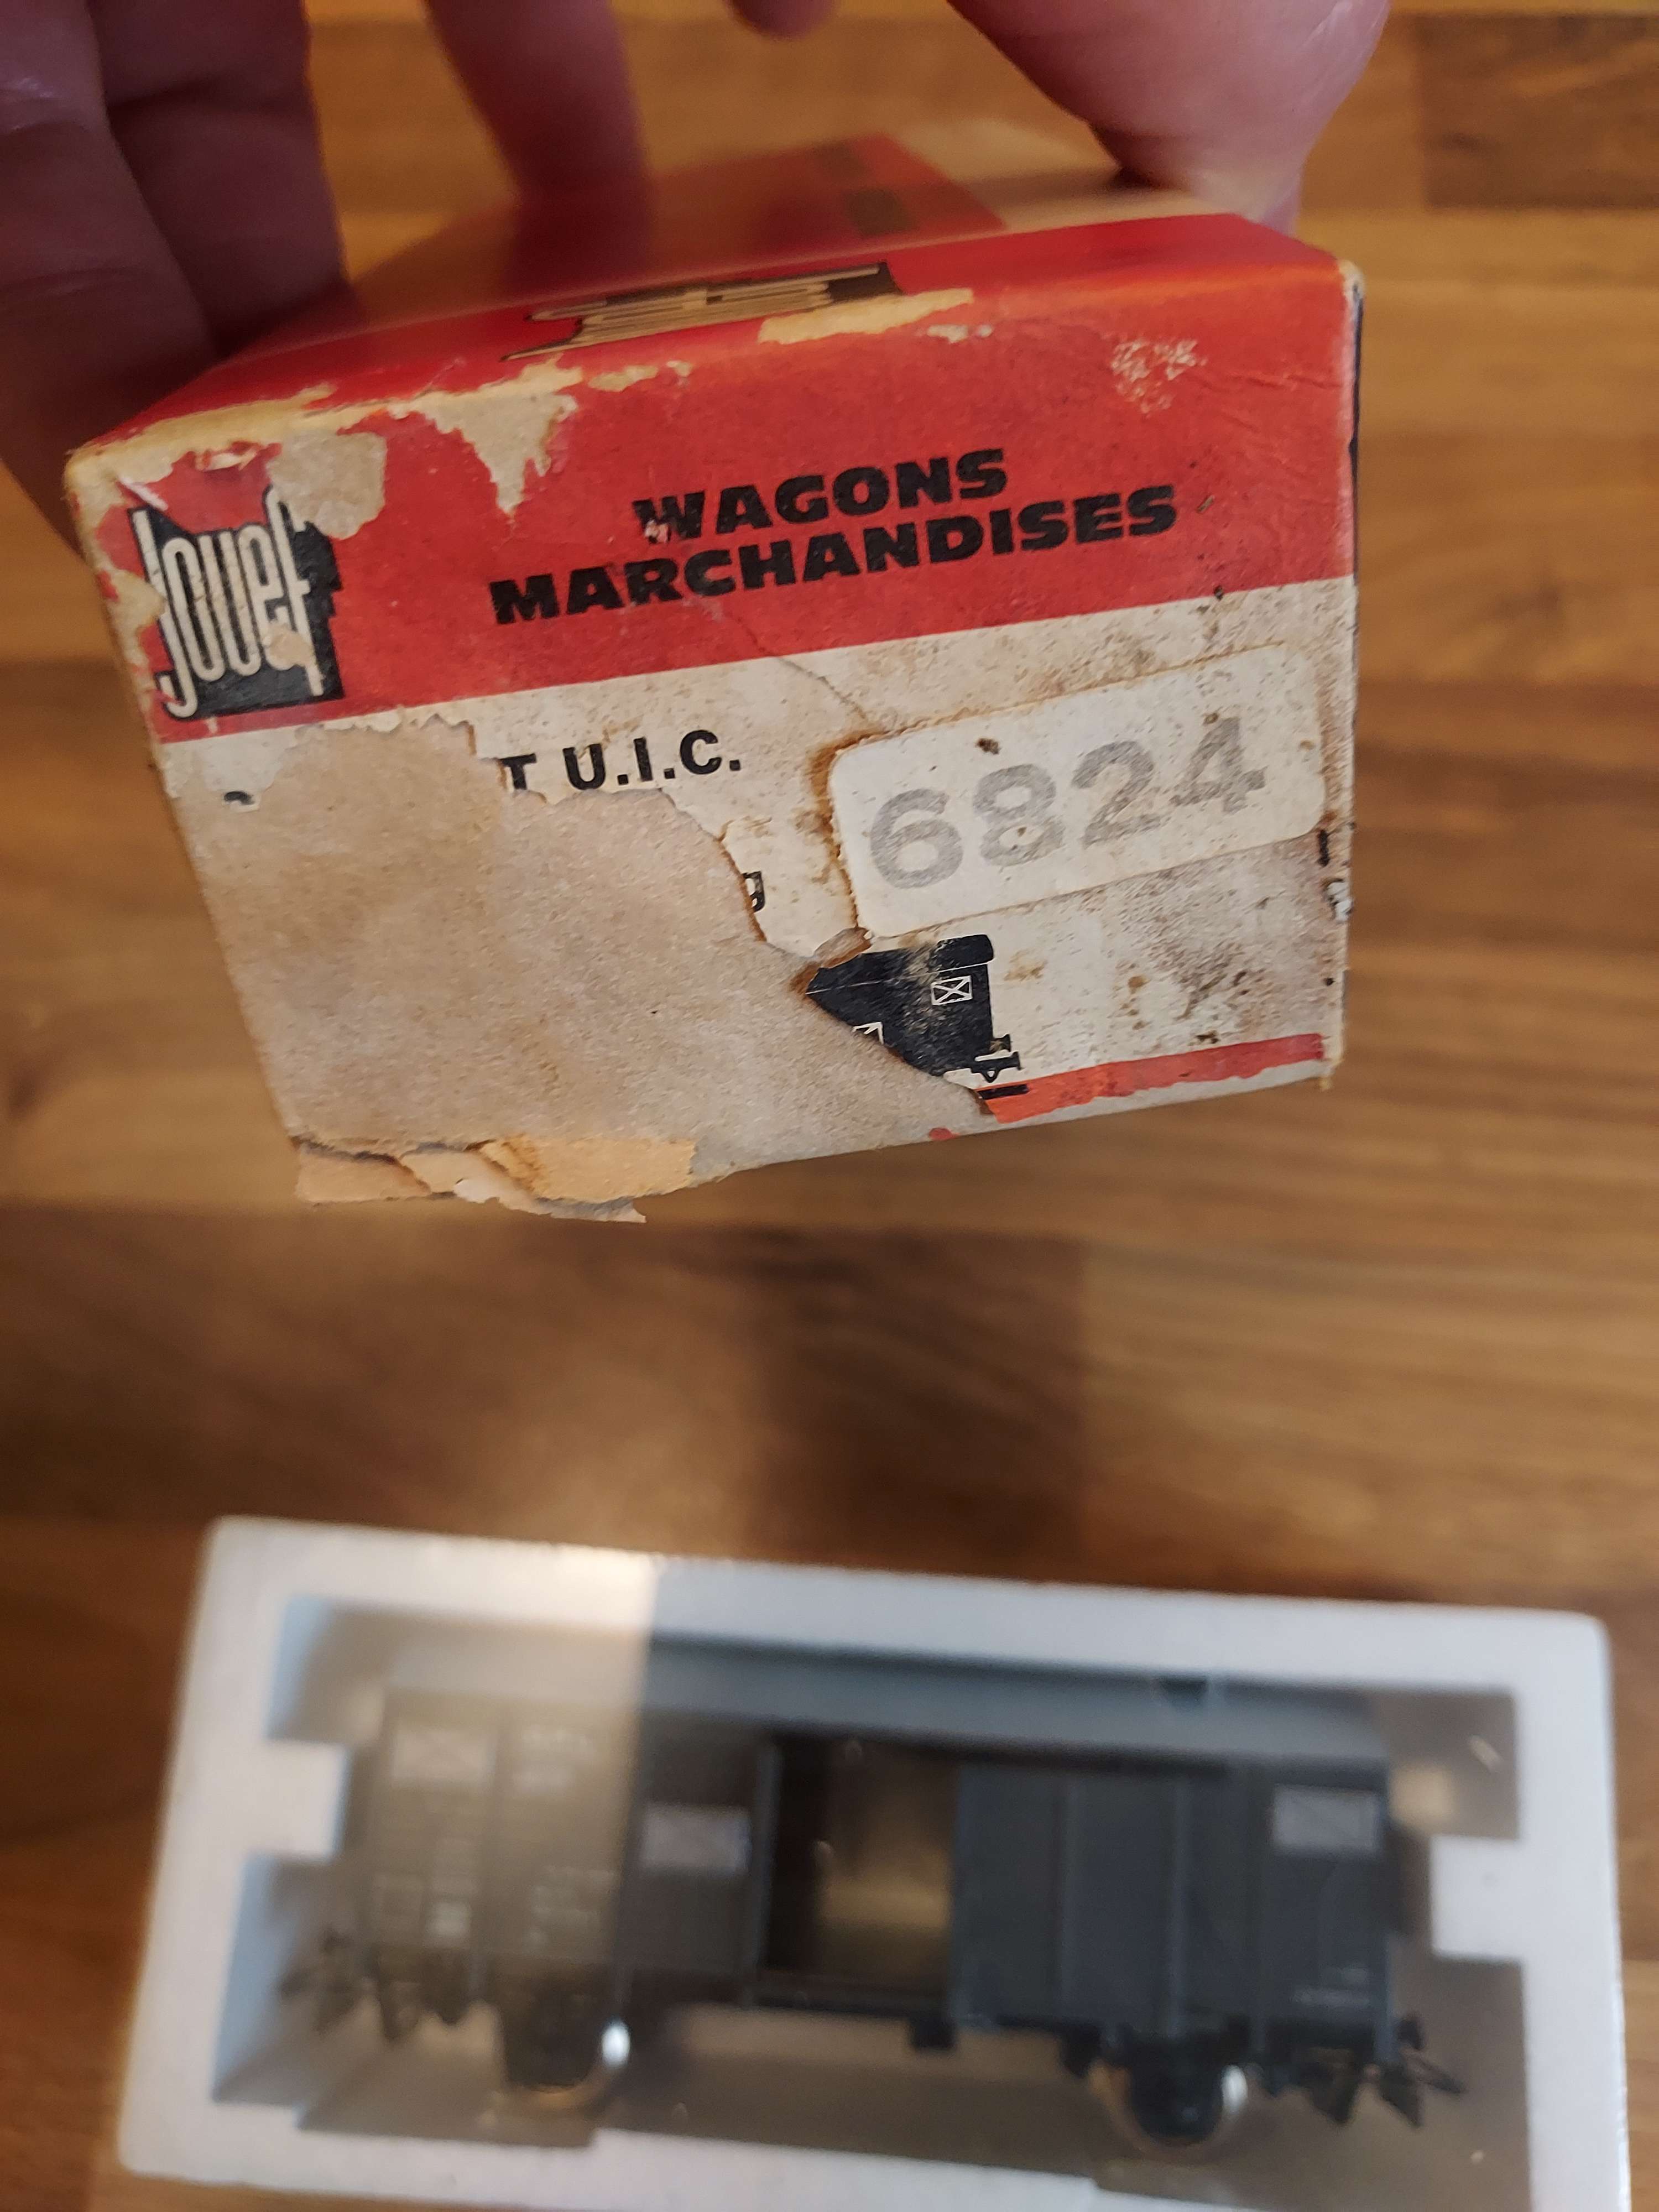 Jouef
WAGONS
MARCHANDISES
T U.I.C.
6824